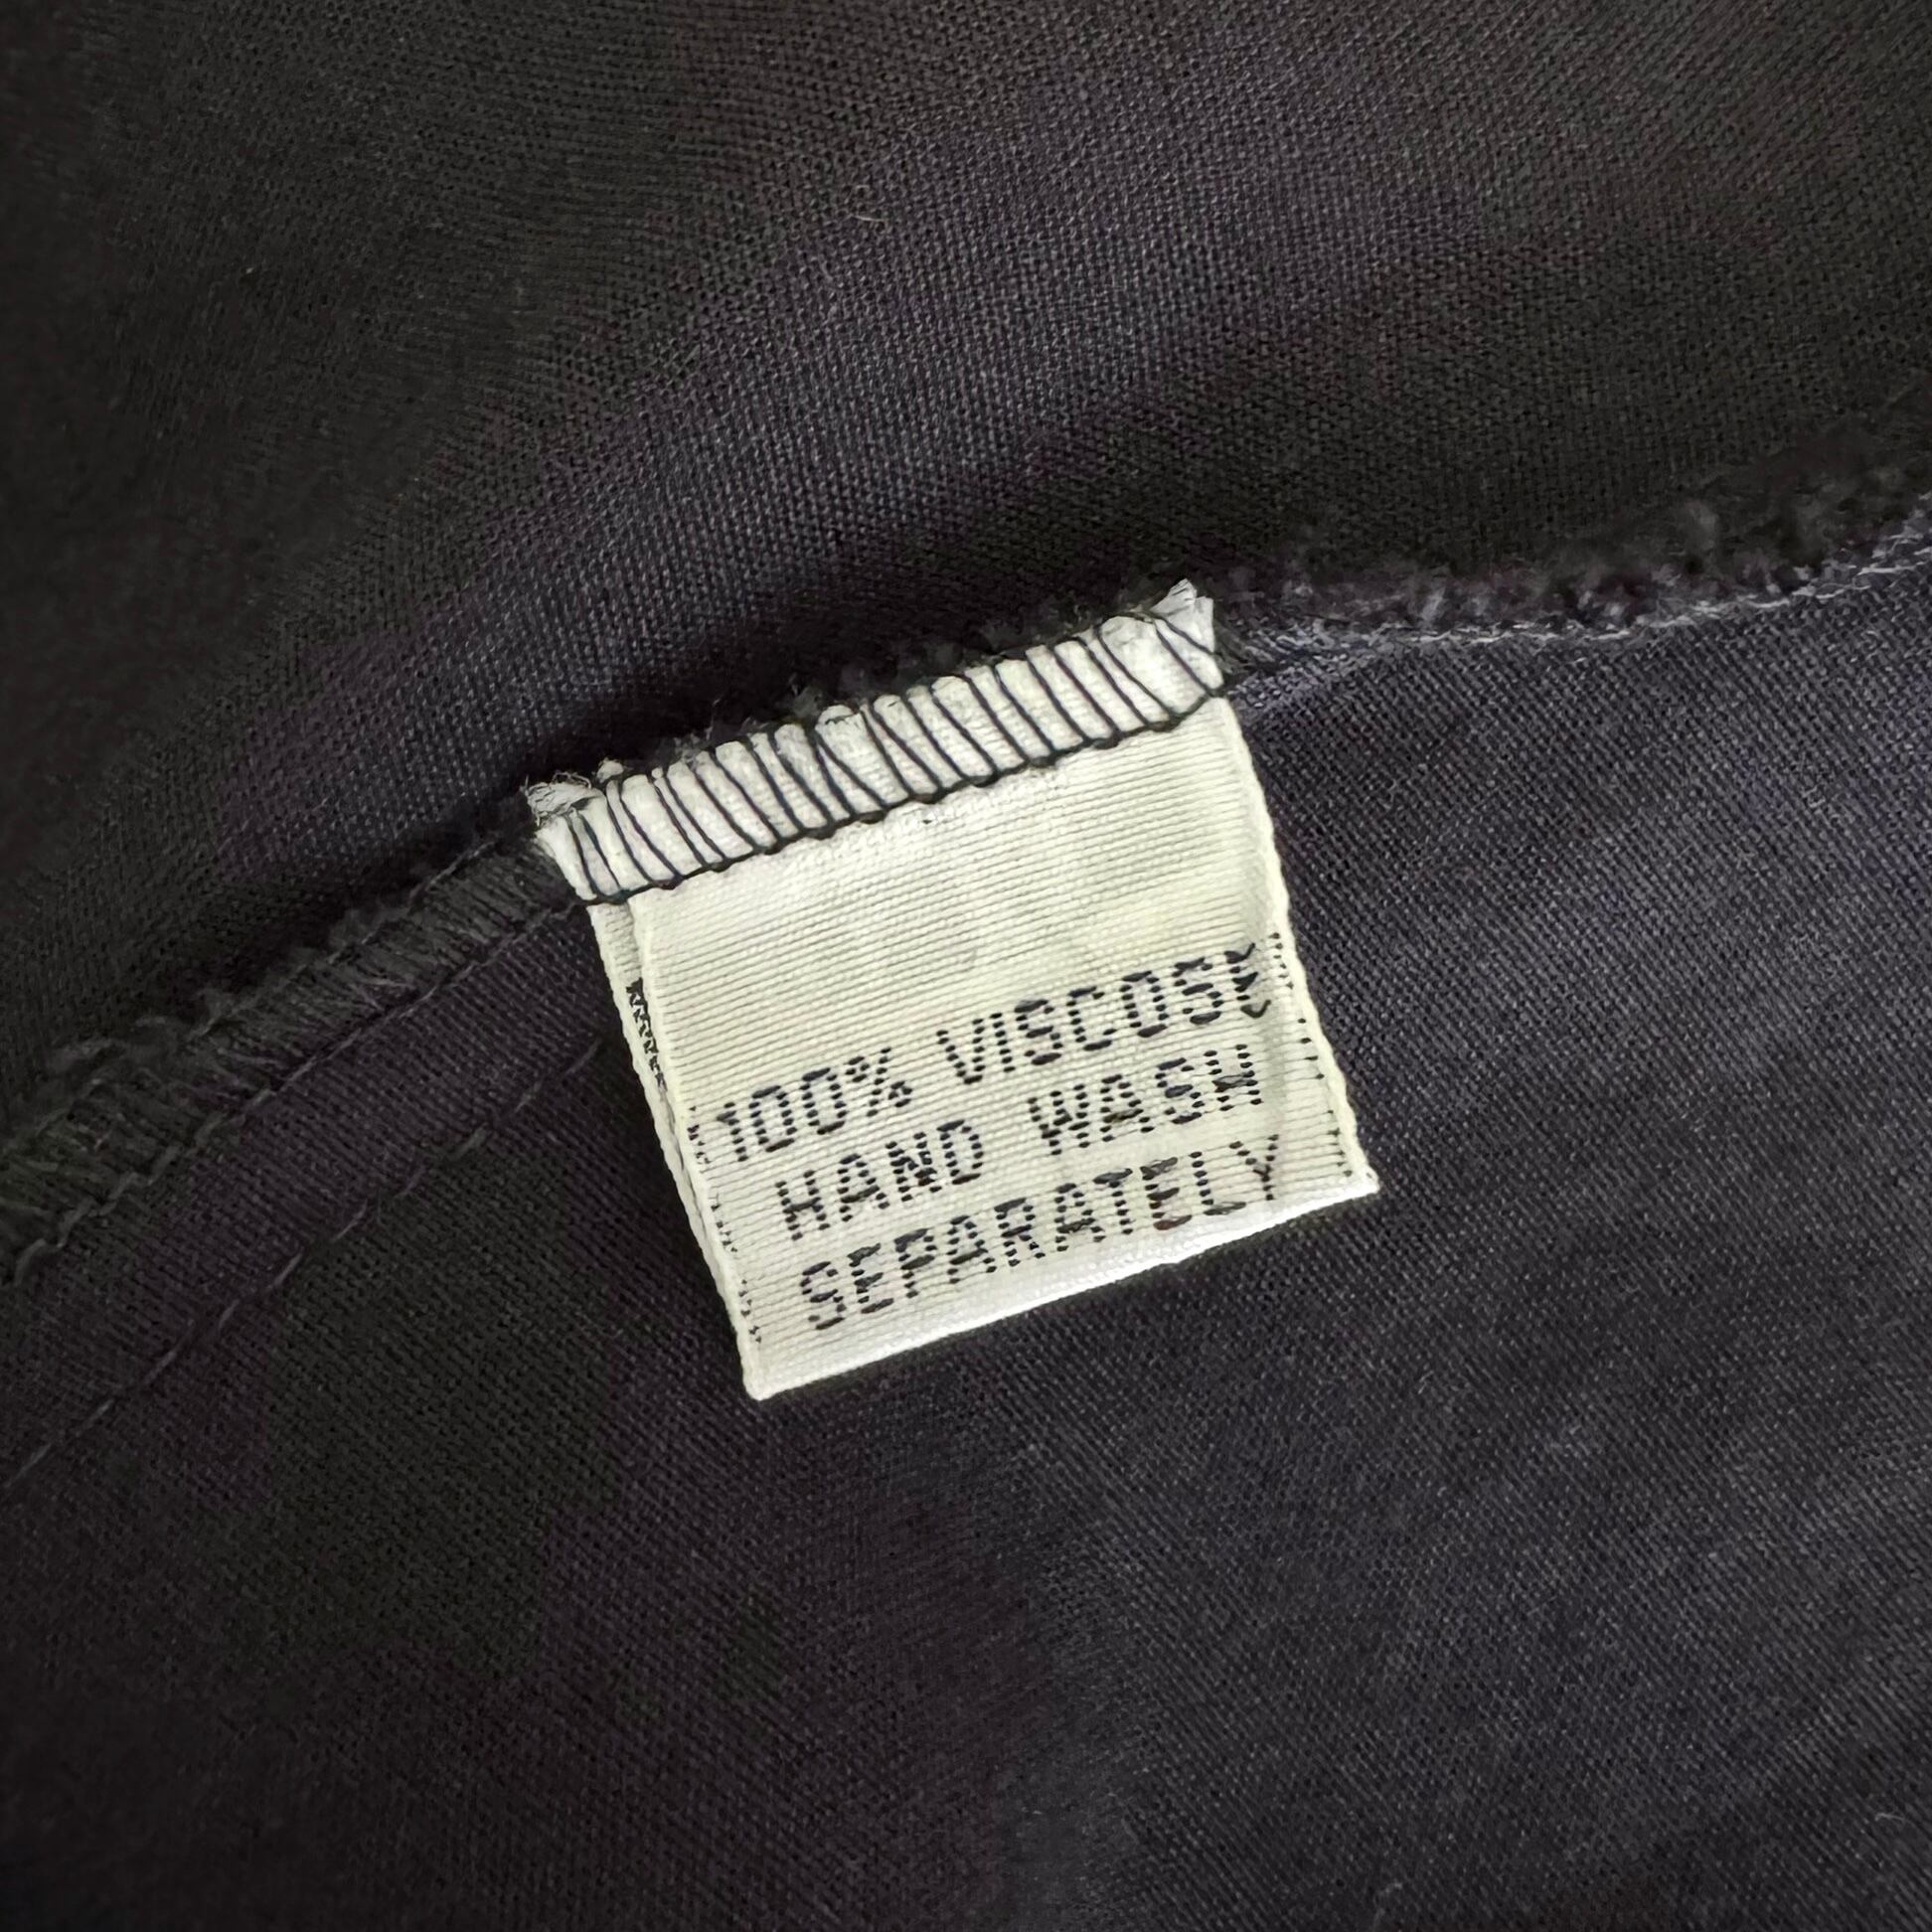 100% VISCOSE
HAND WASH
SEPARATELY